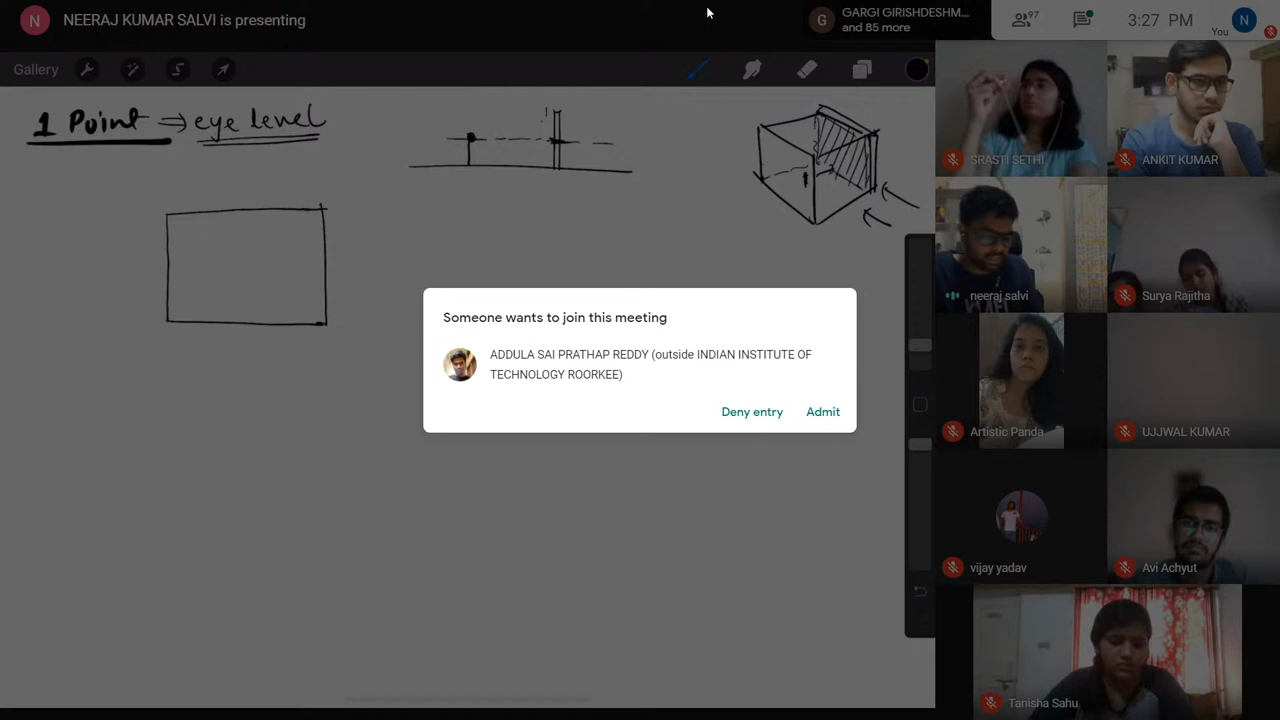 N NEERAJ KUMAR SALVI is presenting
G GARGI GIRISHDESHM...
and 85 more
97
3:27 PM
You
N
Gallery
1 Point ⇒ eye level
SRASTI SETHI
ANKIT KUMAR
neeraj salvi
Surya Rajitha
Someone wants to join this meeting
ADDULA SAI PRATHAP REDDY (outside INDIAN INSTITUTE OF
TECHNOLOGY ROORKEE)
Deny entry Admit
Artistic Panda
UJJWAL KUMAR
vijay yadav
Avi Achyut
Tanisha Sahu